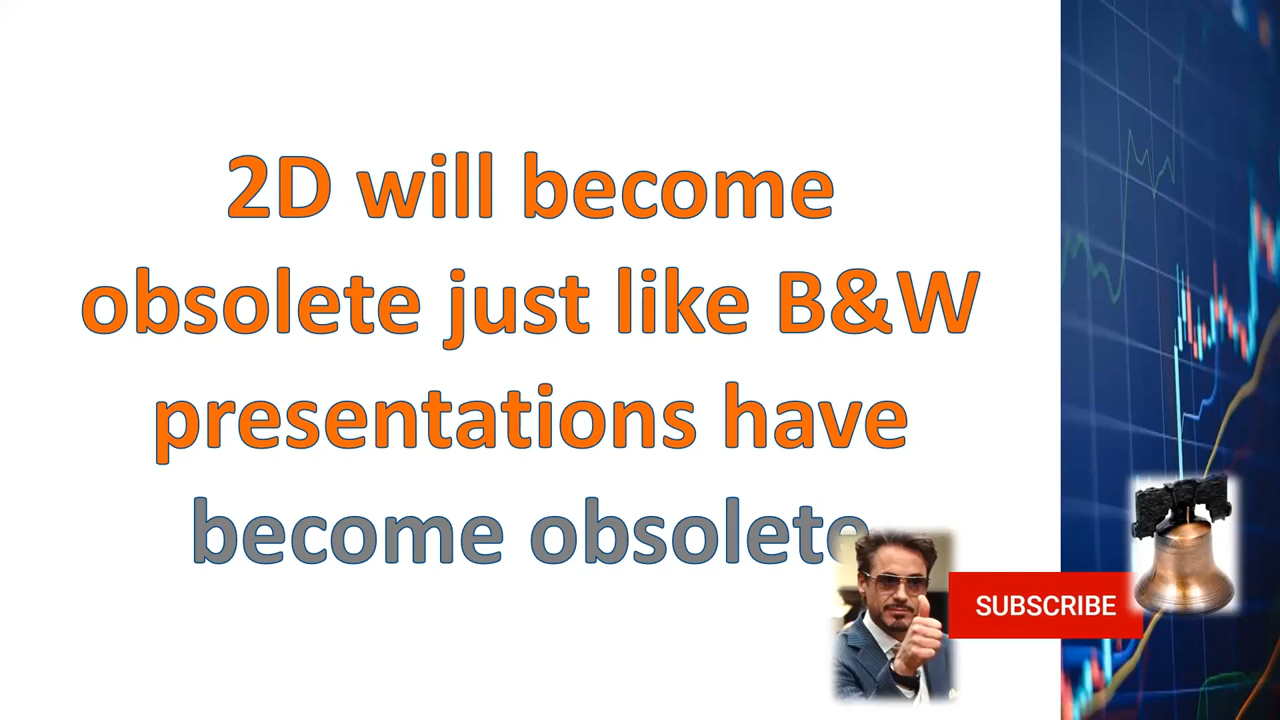 2D will become
obsolete just like B&W
presentations have
become obsolete
SUBSCRIBE